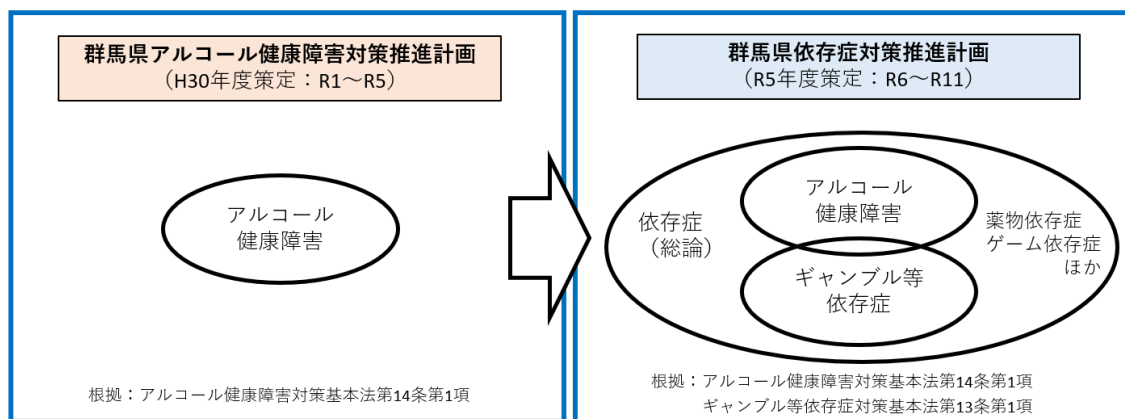 群馬県アルコール健康障害対策推進計画
（H30年度策定：R1～R5）
アルコール
健康障害
根拠：アルコール健康障害対策基本法第14条第1項
群馬県依存症対策推進計画
（R5年度策定：R6～R11）
アルコール
健康障害
依存症
（総論）
薬物依存症
ゲーム依存症
ほか
ギャンブル等
依存症
根拠：アルコール健康障害対策基本法第14条第1項
ギャンブル等依存症対策基本法第13条第1項